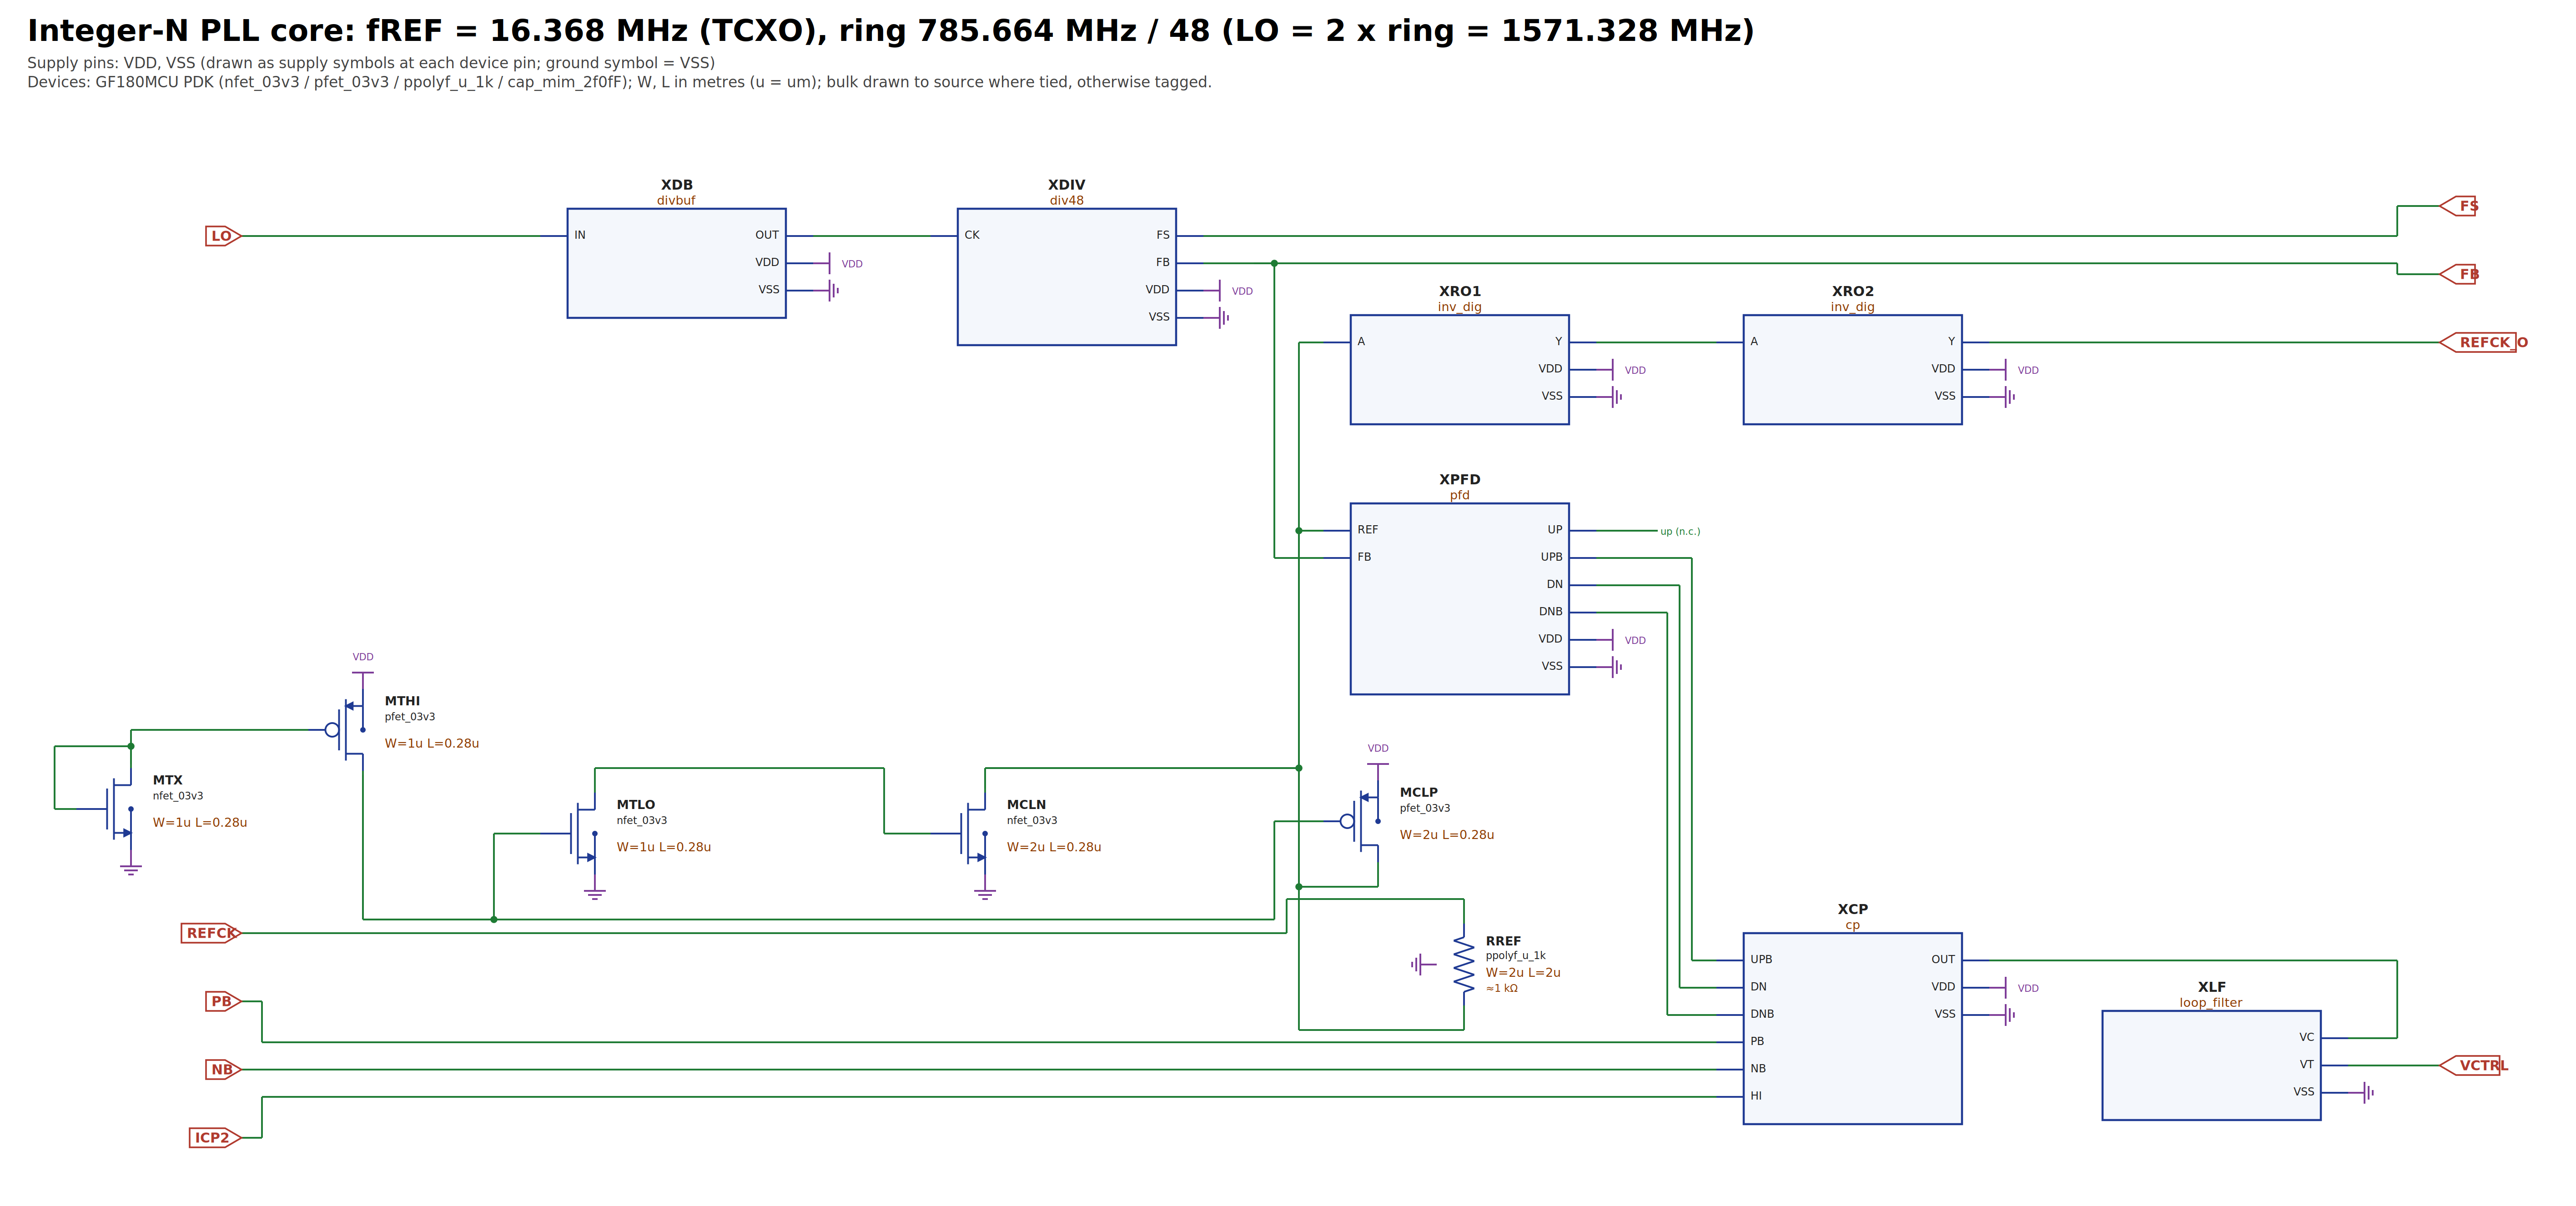 Integer-N PLL core: fREF = 16.368 MHz (TCXO), ring 785.664 MHz / 48 (LO = 2 x ring = 1571.328 MHz)
Supply pins: VDD, VSS (drawn as supply symbols at each device pin; ground symbol = VSS)
Devices: GF180MCU PDK (nfet_03v3 / pfet_03v3 / ppolyf_u_1k / cap_mim_2f0fF); W, L in metres (u = um); bulk drawn to source where tied, otherwise tagged.
XDB
divbuf
IN
OUT
VDD
VSS
VDD
LO
XDIV
div48
CK
FS
FB
VDD
VSS
VDD
FS
FB
XRO1
inv_dig
A
Y
VDD
VSS
VDD
XRO2
inv_dig
A
Y
VDD
VSS
VDD
REFCK_O
XPFD
pfd
REF
FB
UP
UPB
DN
DNB
VDD
VSS
up (n.c.)
VDD
VDD
MTHI
pfet_03v3
W=1u L=0.28u
MTX
nfet_03v3
W=1u L=0.28u
MTLO
nfet_03v3
W=1u L=0.28u
MCLN
nfet_03v3
W=2u L=0.28u
VDD
MCLP
pfet_03v3
W=2u L=0.28u
REFCK
RREF
ppolyf_u_1k
W=2u L=2u
≈1 kΩ
PB
NB
ICP2
XCP
cp
UPB
DN
DNB
PB
NB
HI
OUT
VDD
VSS
VDD
XLF
loop_filter
VC
VT
VSS
VCTRL